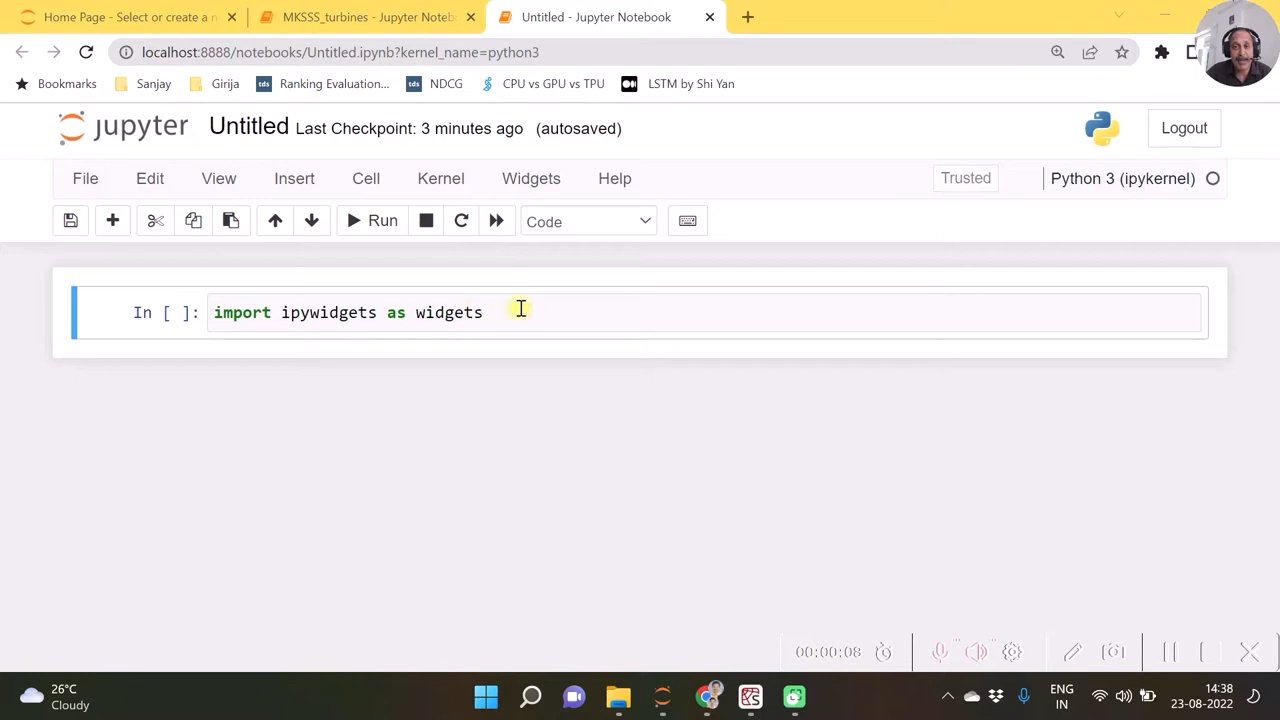 Home Page - Select or create a n
MKSSS_turbines - Jupyter Notebo
Untitled - Jupyter Notebook
localhost:8888/notebooks/Untitled.ipynb?kernel_name=python3
Bookmarks
Sanjay
Girija
tds Ranking Evaluation...
tds NDCG
CPU vs GPU vs TPU
LSTM by Shi Yan
jupyter Untitled Last Checkpoint: 3 minutes ago (autosaved)
Logout
File Edit View Insert Cell Kernel Widgets Help
Trusted
Python 3 (ipykernel)
Run
Code
In [ ]: import ipywidgets as widgets
00:00:08
26°C
Cloudy
ENG
IN
14:38
23-08-2022